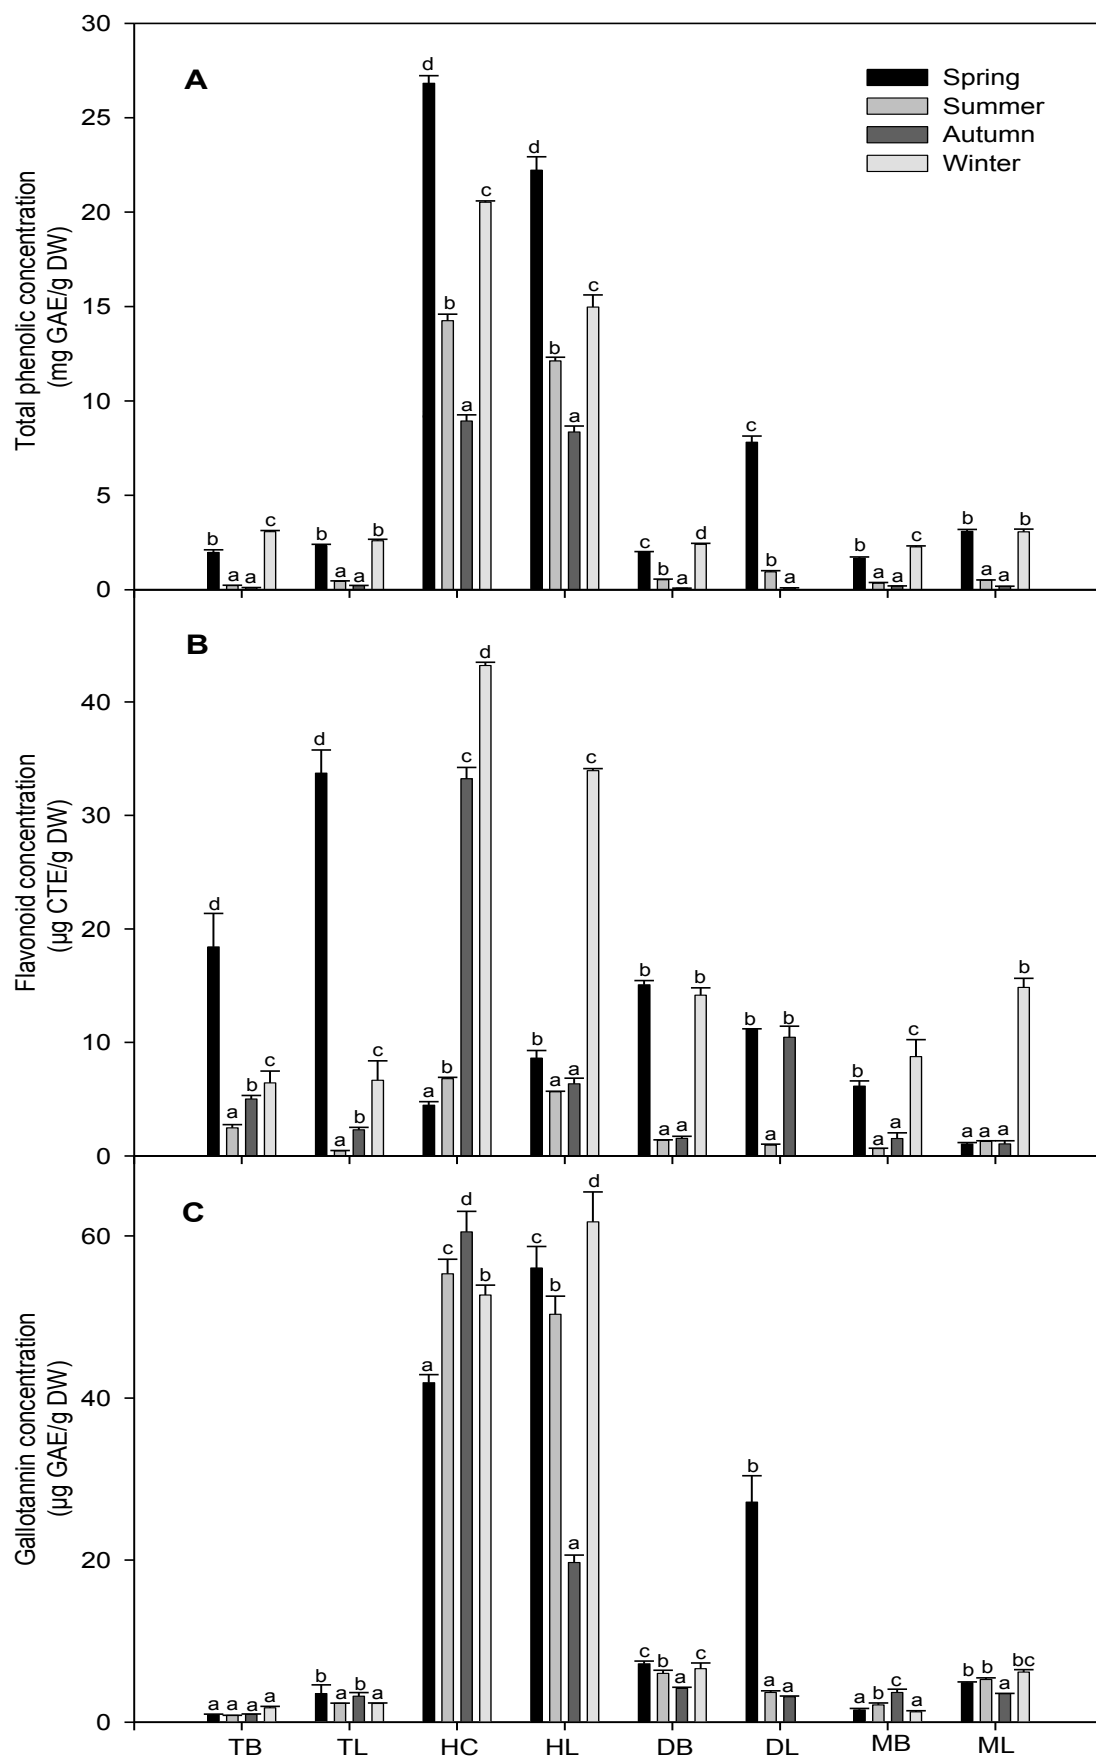 30
A
d
Spring
Summer
Autumn
Winter
25
d
20
c
15
b
c
b
10
a
a
c
5
b
a
a
c
b
a
a
b
c
b
a
d
b
a
b
a
a
c
b
a
a
b
0
Total phenolic concentration
(mg GAE/g DW)
B
40
d
30
d
c
c
20
d
10
a
b
c
a
b
c
a
b
b
a
a
b
a
a
b
b
a
b
b
a
a
c
a
a
a
b
0
Flavonoid concentration
(µg CTE/g DW)
C
60
d
c
b
c
b
d
40
a
20
a
b
a
a
a
a
b
a
b
a
c
b
a
c
a
a
a
b
c
a
b
b
a
bc
0
Gallotannin concentration
(µg GAE/g DW)
TB
TL
HC
HL
DB
DL
MB
ML